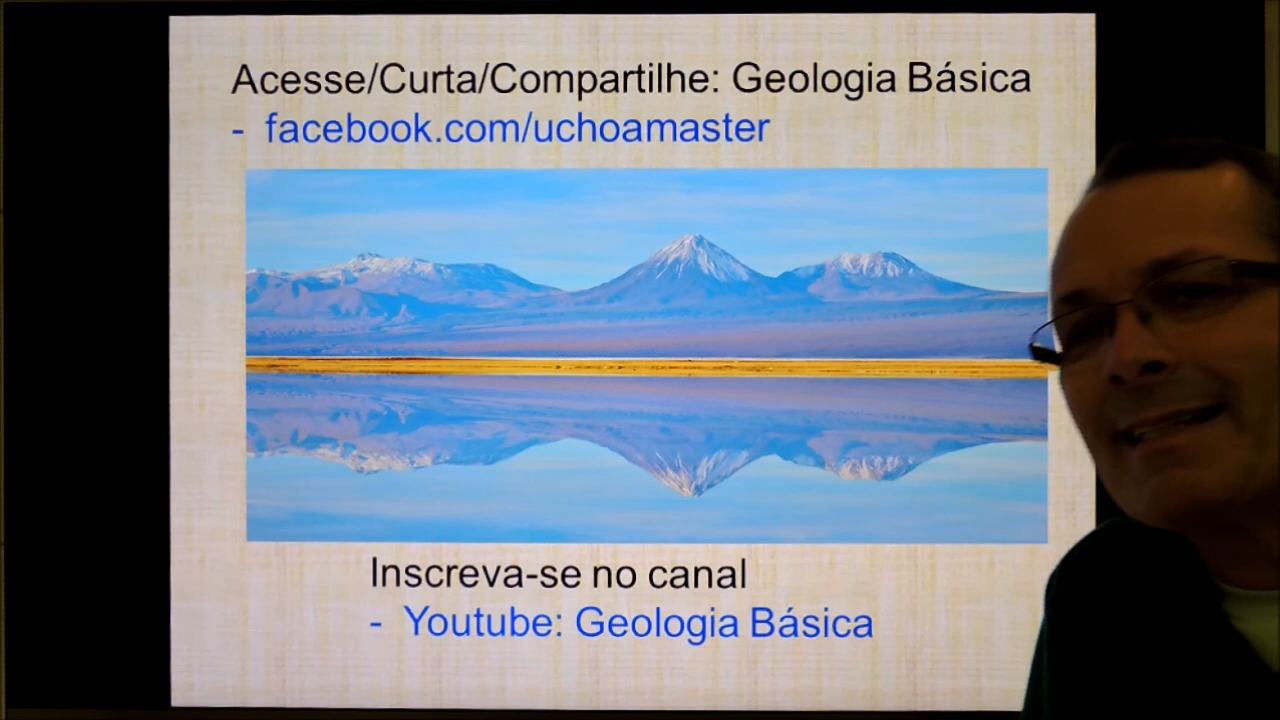 Acesse/Curta/Compartilhe: Geologia Básica
- facebook.com/uchoamaster
Inscreva-se no canal
- Youtube: Geologia Básica